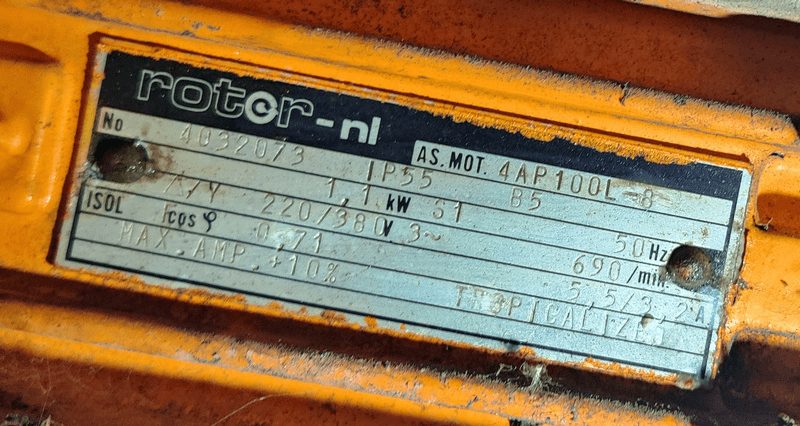 rotor-nl
No 4032073 IP55 AS. MOT. 4AP100L-8
1,1 kW S1 B5 50 Hz
Δ/Y 220/380 V 3~ 690/min.
ISOL F cos φ 0,71 5,5/3,2 A
MAX.AMP.+10% TROPICALIZED